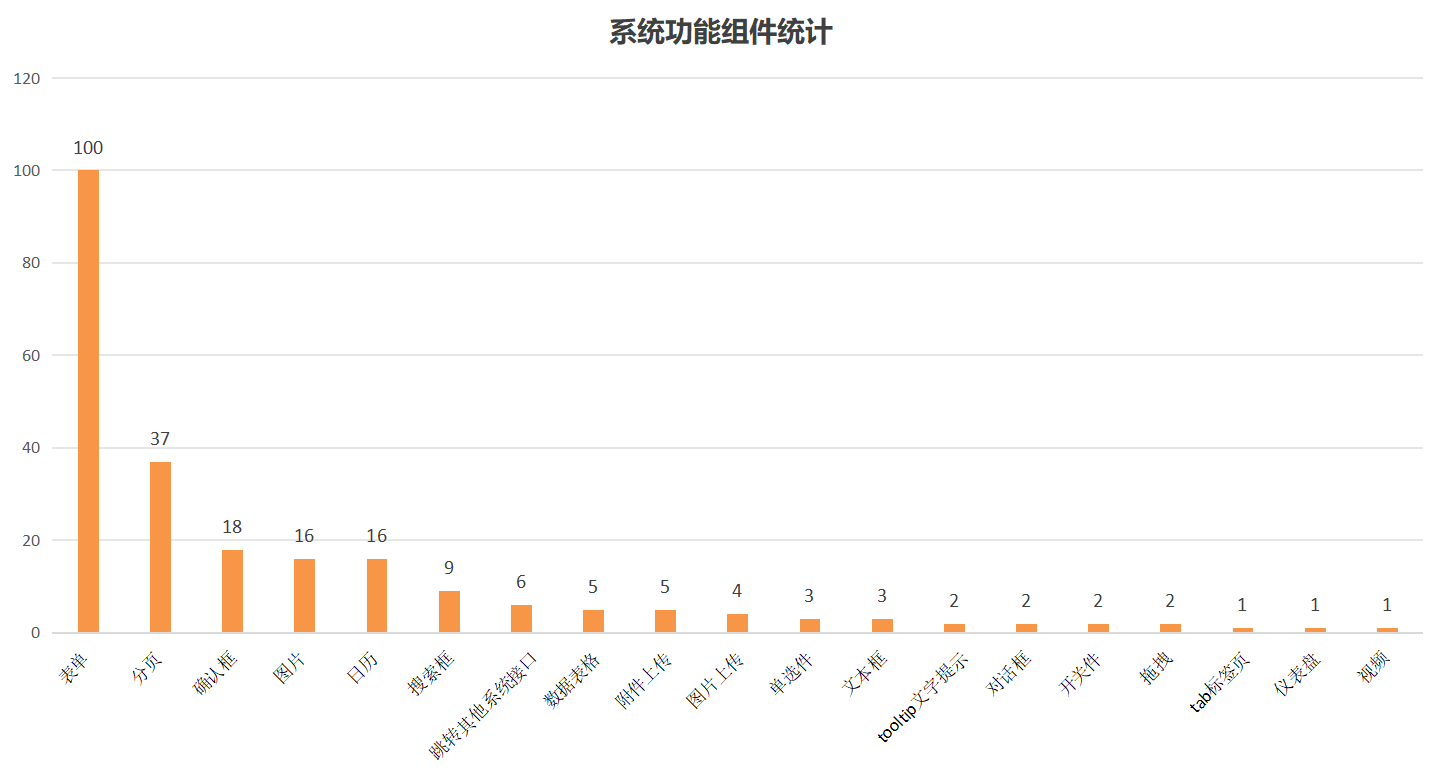 系统功能组件统计
120
100
80
60
40
20
0
100
37
18
16
16
9
6
5
5
4
3
3
2
2
2
2
1
1
1
表单
分页
确认框
图片
日历
搜索框
跳转其他系统接口
数据表格
附件上传
图片上传
单选件
文本框
tooltip文字提示
对话框
开关件
拖拽
tab标签页
仪表盘
视频